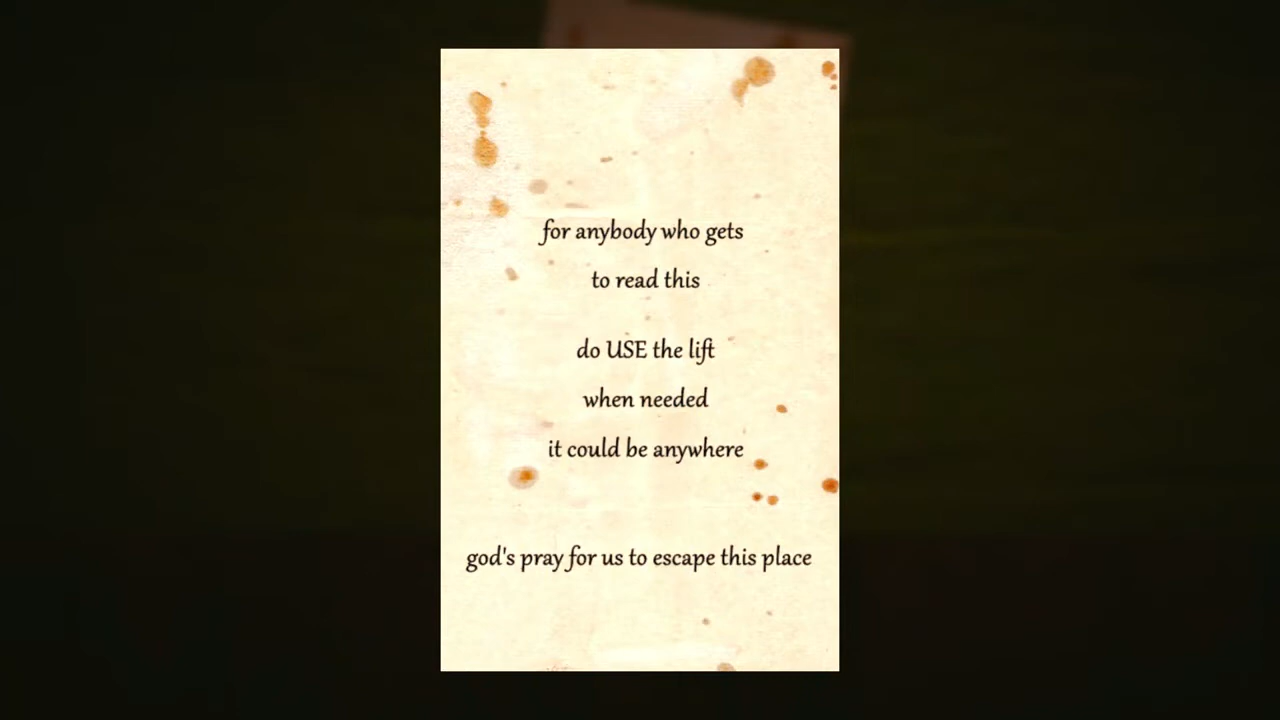 for anybody who gets
to read this
do USE the lift
when needed
it could be anywhere
god's pray for us to escape this place